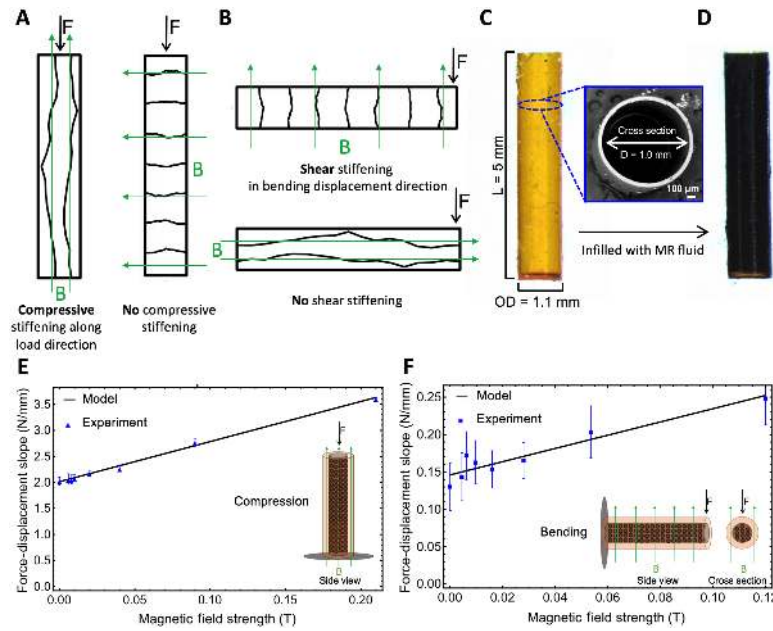 A
F
F
B
B
Compressive
stiffening along
load direction
No compressive
stiffening
B
F
B
Shear stiffening
in bending displacement direction
F
B
No shear stiffening
C
L = 5 mm
OD = 1.1 mm
Cross section
D = 1.0 mm
100 μm
Infilled with MR fluid
D
E
Force-displacement slope (N/mm)
3.5
3.0
2.5
2.0
1.5
1.0
0.5
0.0
Model
Experiment
Compression
F
B
Side view
0.00
0.05
0.10
0.15
0.20
Magnetic field strength (T)
F
Force-displacement slope (N/mm)
0.25
0.20
0.15
0.10
0.05
0.00
Model
Experiment
Bending
F
F
B
B
Side view
Cross section
0.00
0.02
0.04
0.06
0.08
0.10
0.12
Magnetic field strength (T)